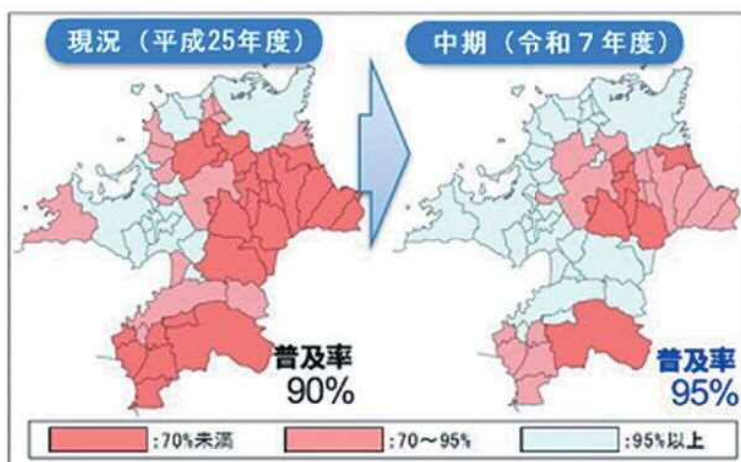 現況（平成25年度）
中期（令和７年度）
普及率
90%
普及率
95%
:70%未満
:70～95%
:95%以上